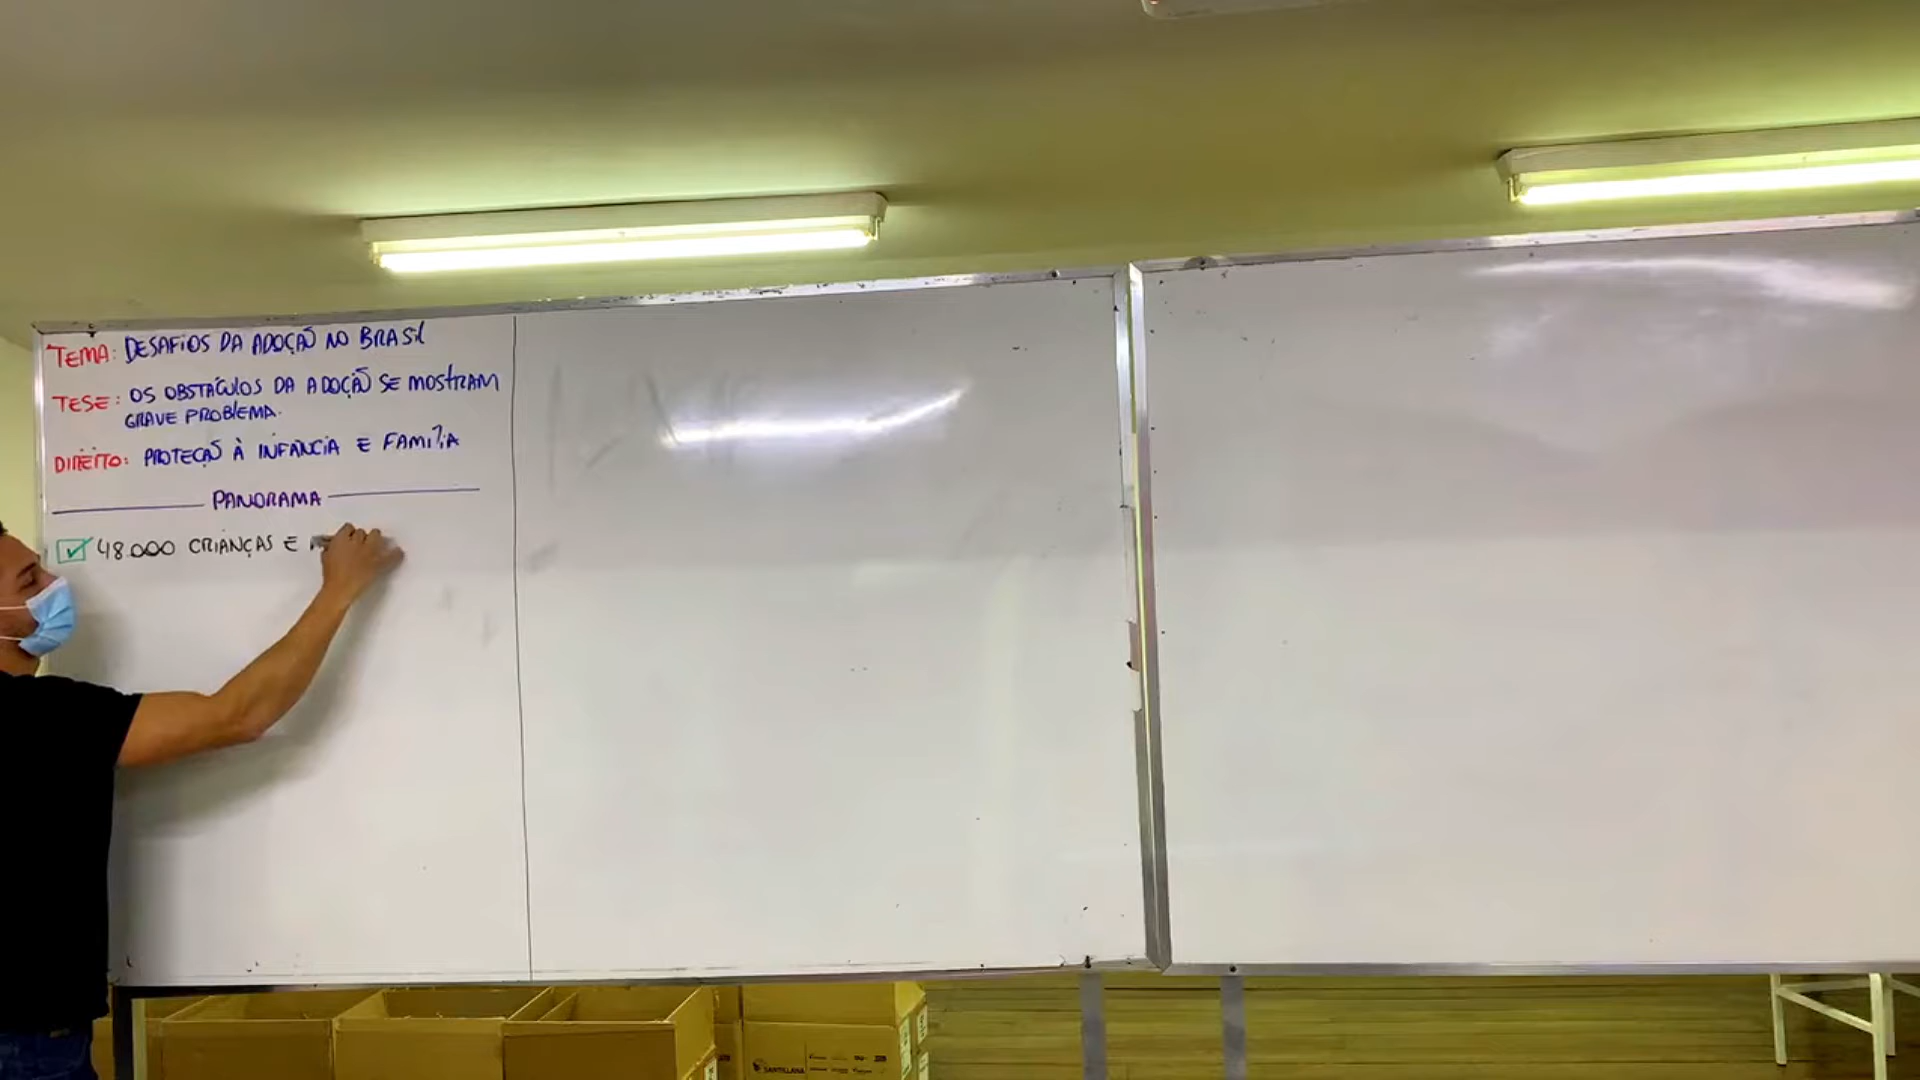 TEMA: DESAFIOS DA ADOÇÃO NO BRASIL
TESE: OS OBSTÁCULOS DA ADOÇÃO SE MOSTRAM
GRAVE PROBLEMA.
DIREITO: PROTEÇÃO À INFÂNCIA E FAMÍLIA
PANORAMA
48.000 CRIANÇAS E
SANTILLANA